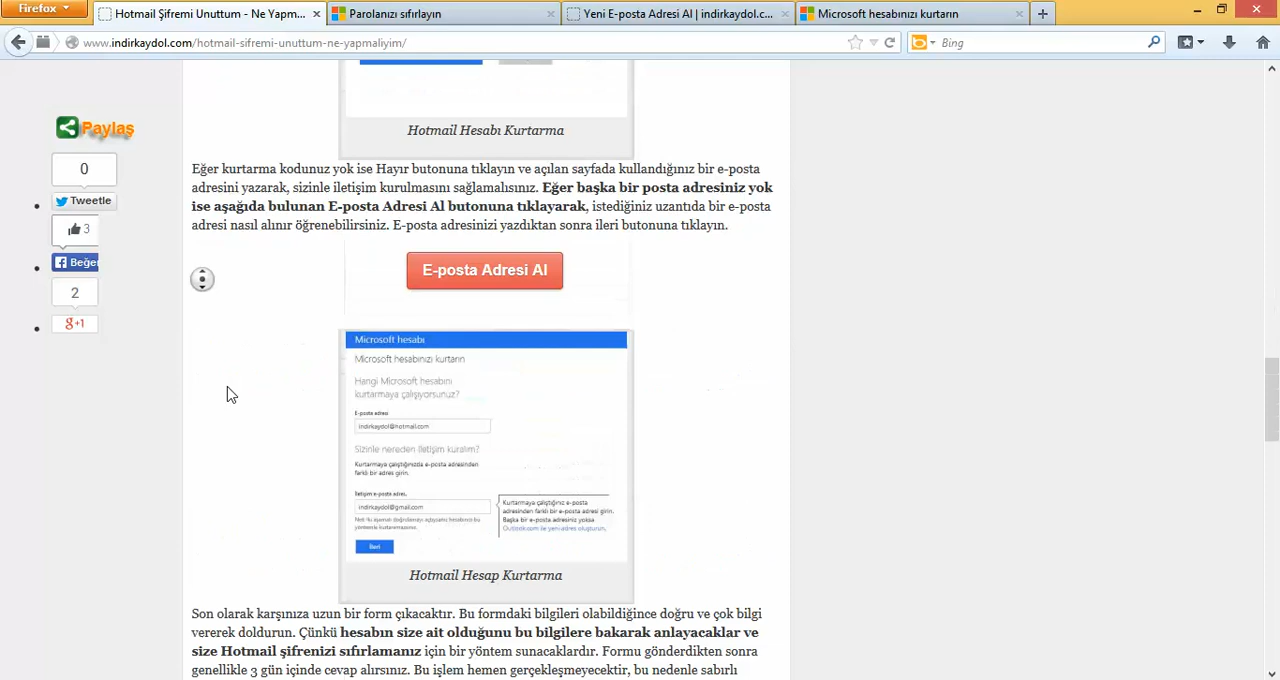 Firefox
Hotmail Şifremi Unuttum - Ne Yapm...
Parolanızı sıfırlayın
Yeni E-posta Adresi Al | indirkaydol.c...
Microsoft hesabınızı kurtarın
www.indirkaydol.com/hotmail-sifremi-unuttum-ne-yapmaliyim/
Bing
Paylaş
0
Tweetle
3
Beğe
2
g+1
Hotmail Hesabı Kurtarma
Eğer kurtarma kodunuz yok ise Hayır butonuna tıklayın ve açılan sayfada kullandığınız bir e-posta
adresini yazarak, sizinle iletişim kurulmasını sağlamalısınız. Eğer başka bir posta adresiniz yok
ise aşağıda bulunan E-posta Adresi Al butonuna tıklayarak, istediğiniz uzantıda bir e-posta
adresi nasıl alınır öğrenebilirsiniz. E-posta adresinizi yazdıktan sonra ileri butonuna tıklayın.
E-posta Adresi Al
Microsoft hesabı
Microsoft hesabınızı kurtarın
Hangi Microsoft hesabını
kurtarmaya çalışıyorsunuz?
E-posta adresi
indirkaydol@hotmail.com
Sizinle nereden iletişim kuralım?
Kurtarmaya çalıştığınızla e-posta adresinden
farklı bir adres girin.
İletişim e-posta adresi,
indirkaydol@gmail.com
Kurtarmaya çalıştığınız e-posta
adresinden farklı bir e-posta adresi girin.
Başka bir e-posta adresiniz yoksa
Outlook.com ile yeni adres oluşturun.
İleri
Hotmail Hesap Kurtarma
Son olarak karşınıza uzun bir form çıkacaktır. Bu formdaki bilgileri olabildiğince doğru ve çok bilgi
vererek doldurun. Çünkü hesabın size ait olduğunu bu bilgilere bakarak anlayacaklar ve
size Hotmail şifrenizi sıfırlamanız için bir yöntem sunacaklardır. Formu gönderdikten sonra
genellikle 3 gün içinde cevap alırsınız. Bu işlem hemen gerçekleşmeyecektir, bu nedenle sabırlı